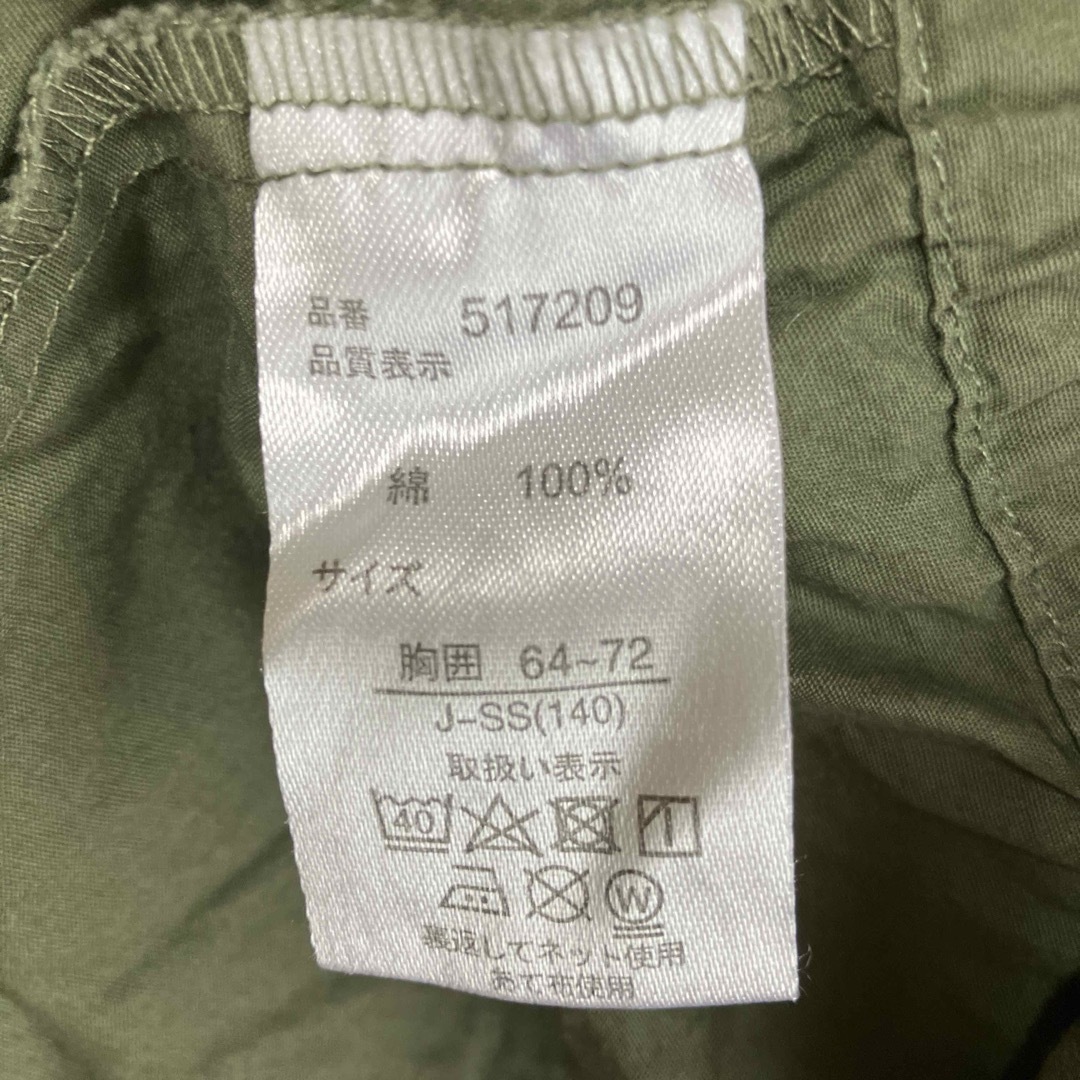 品番 517209
品質表示
綿 100%
サイズ
胸囲 64~72
J-SS(140)
取扱い表示
40
W
裏返してネット使用
あて布使用